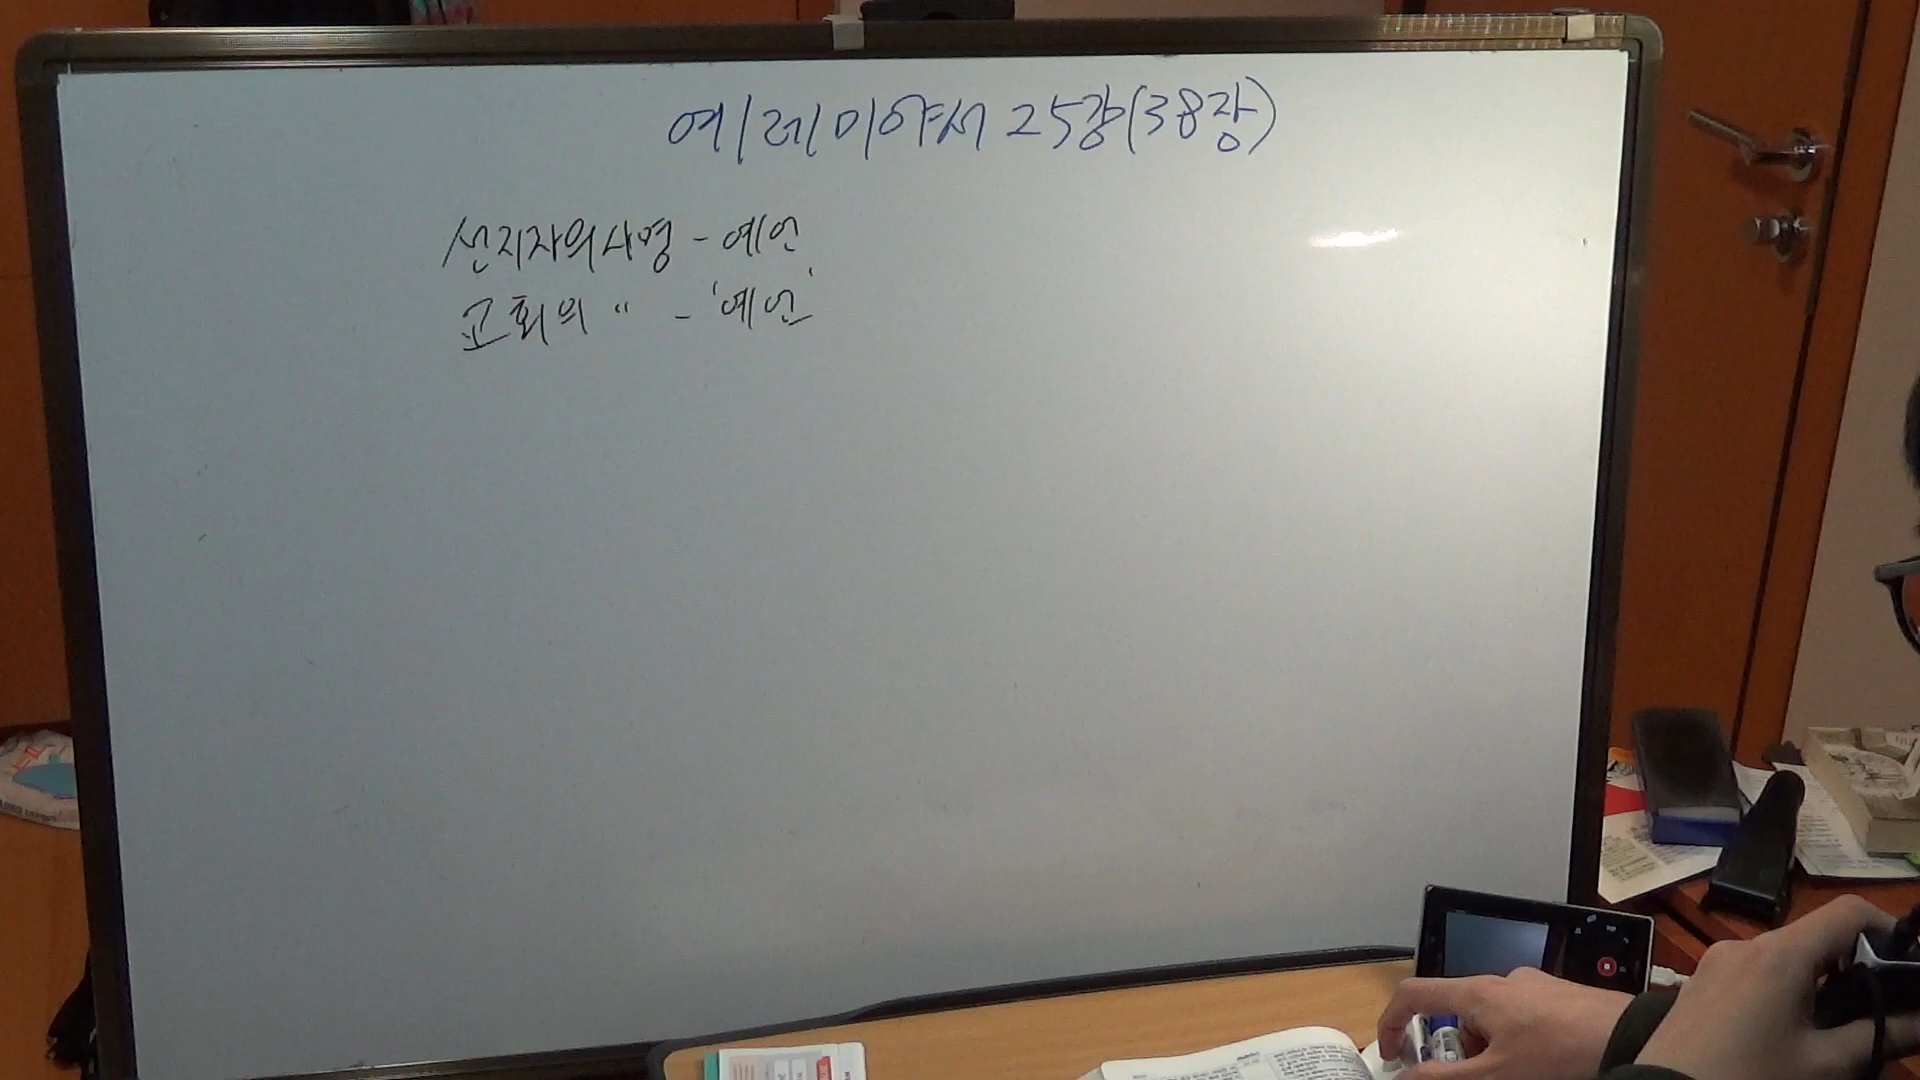 예레미야서 25강(38장)
선지자의 사명 - 예언
교회의 〃 - '예언'